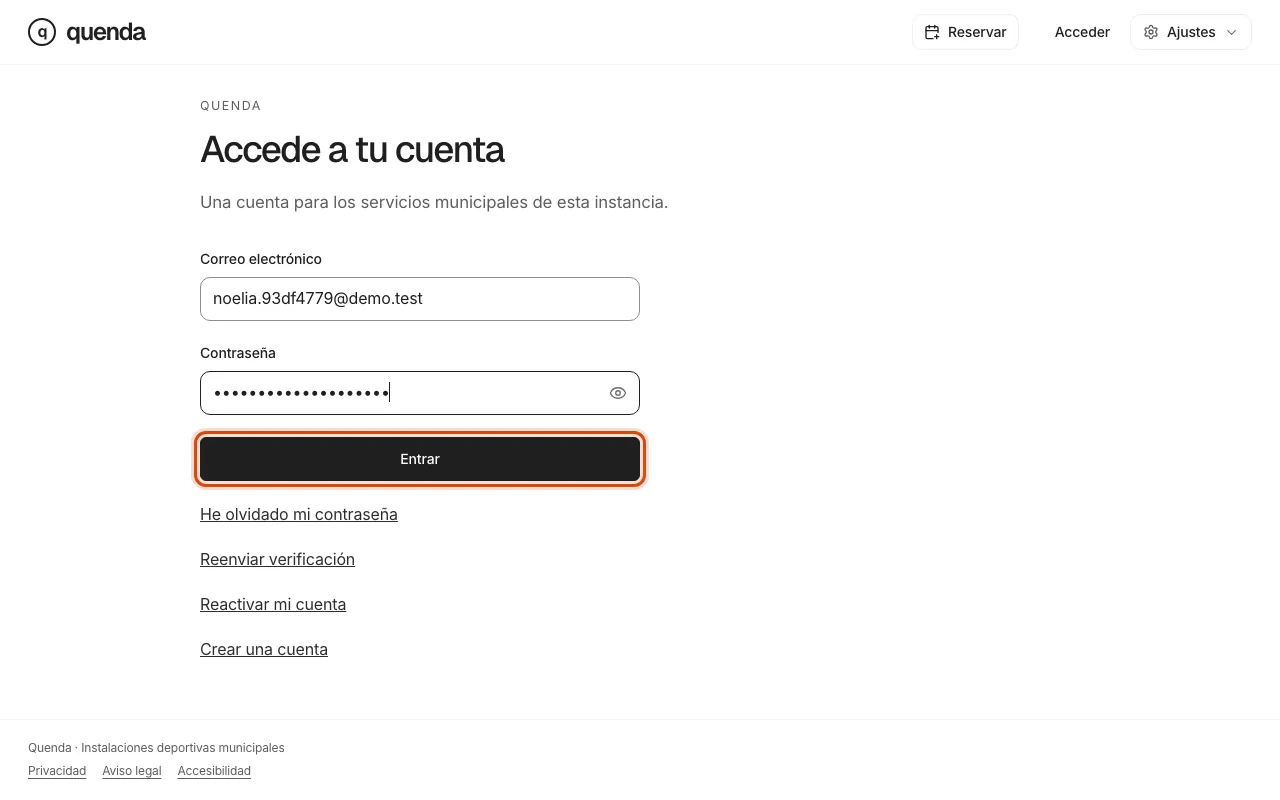 q quenda
Reservar
Acceder
Ajustes
QUENDA
Accede a tu cuenta
Una cuenta para los servicios municipales de esta instancia.
Correo electrónico
noelia.93df4779@demo.test
Contraseña
••••••••••••••••••••
Entrar
He olvidado mi contraseña
Reenviar verificación
Reactivar mi cuenta
Crear una cuenta
Quenda · Instalaciones deportivas municipales
Privacidad Aviso legal Accesibilidad